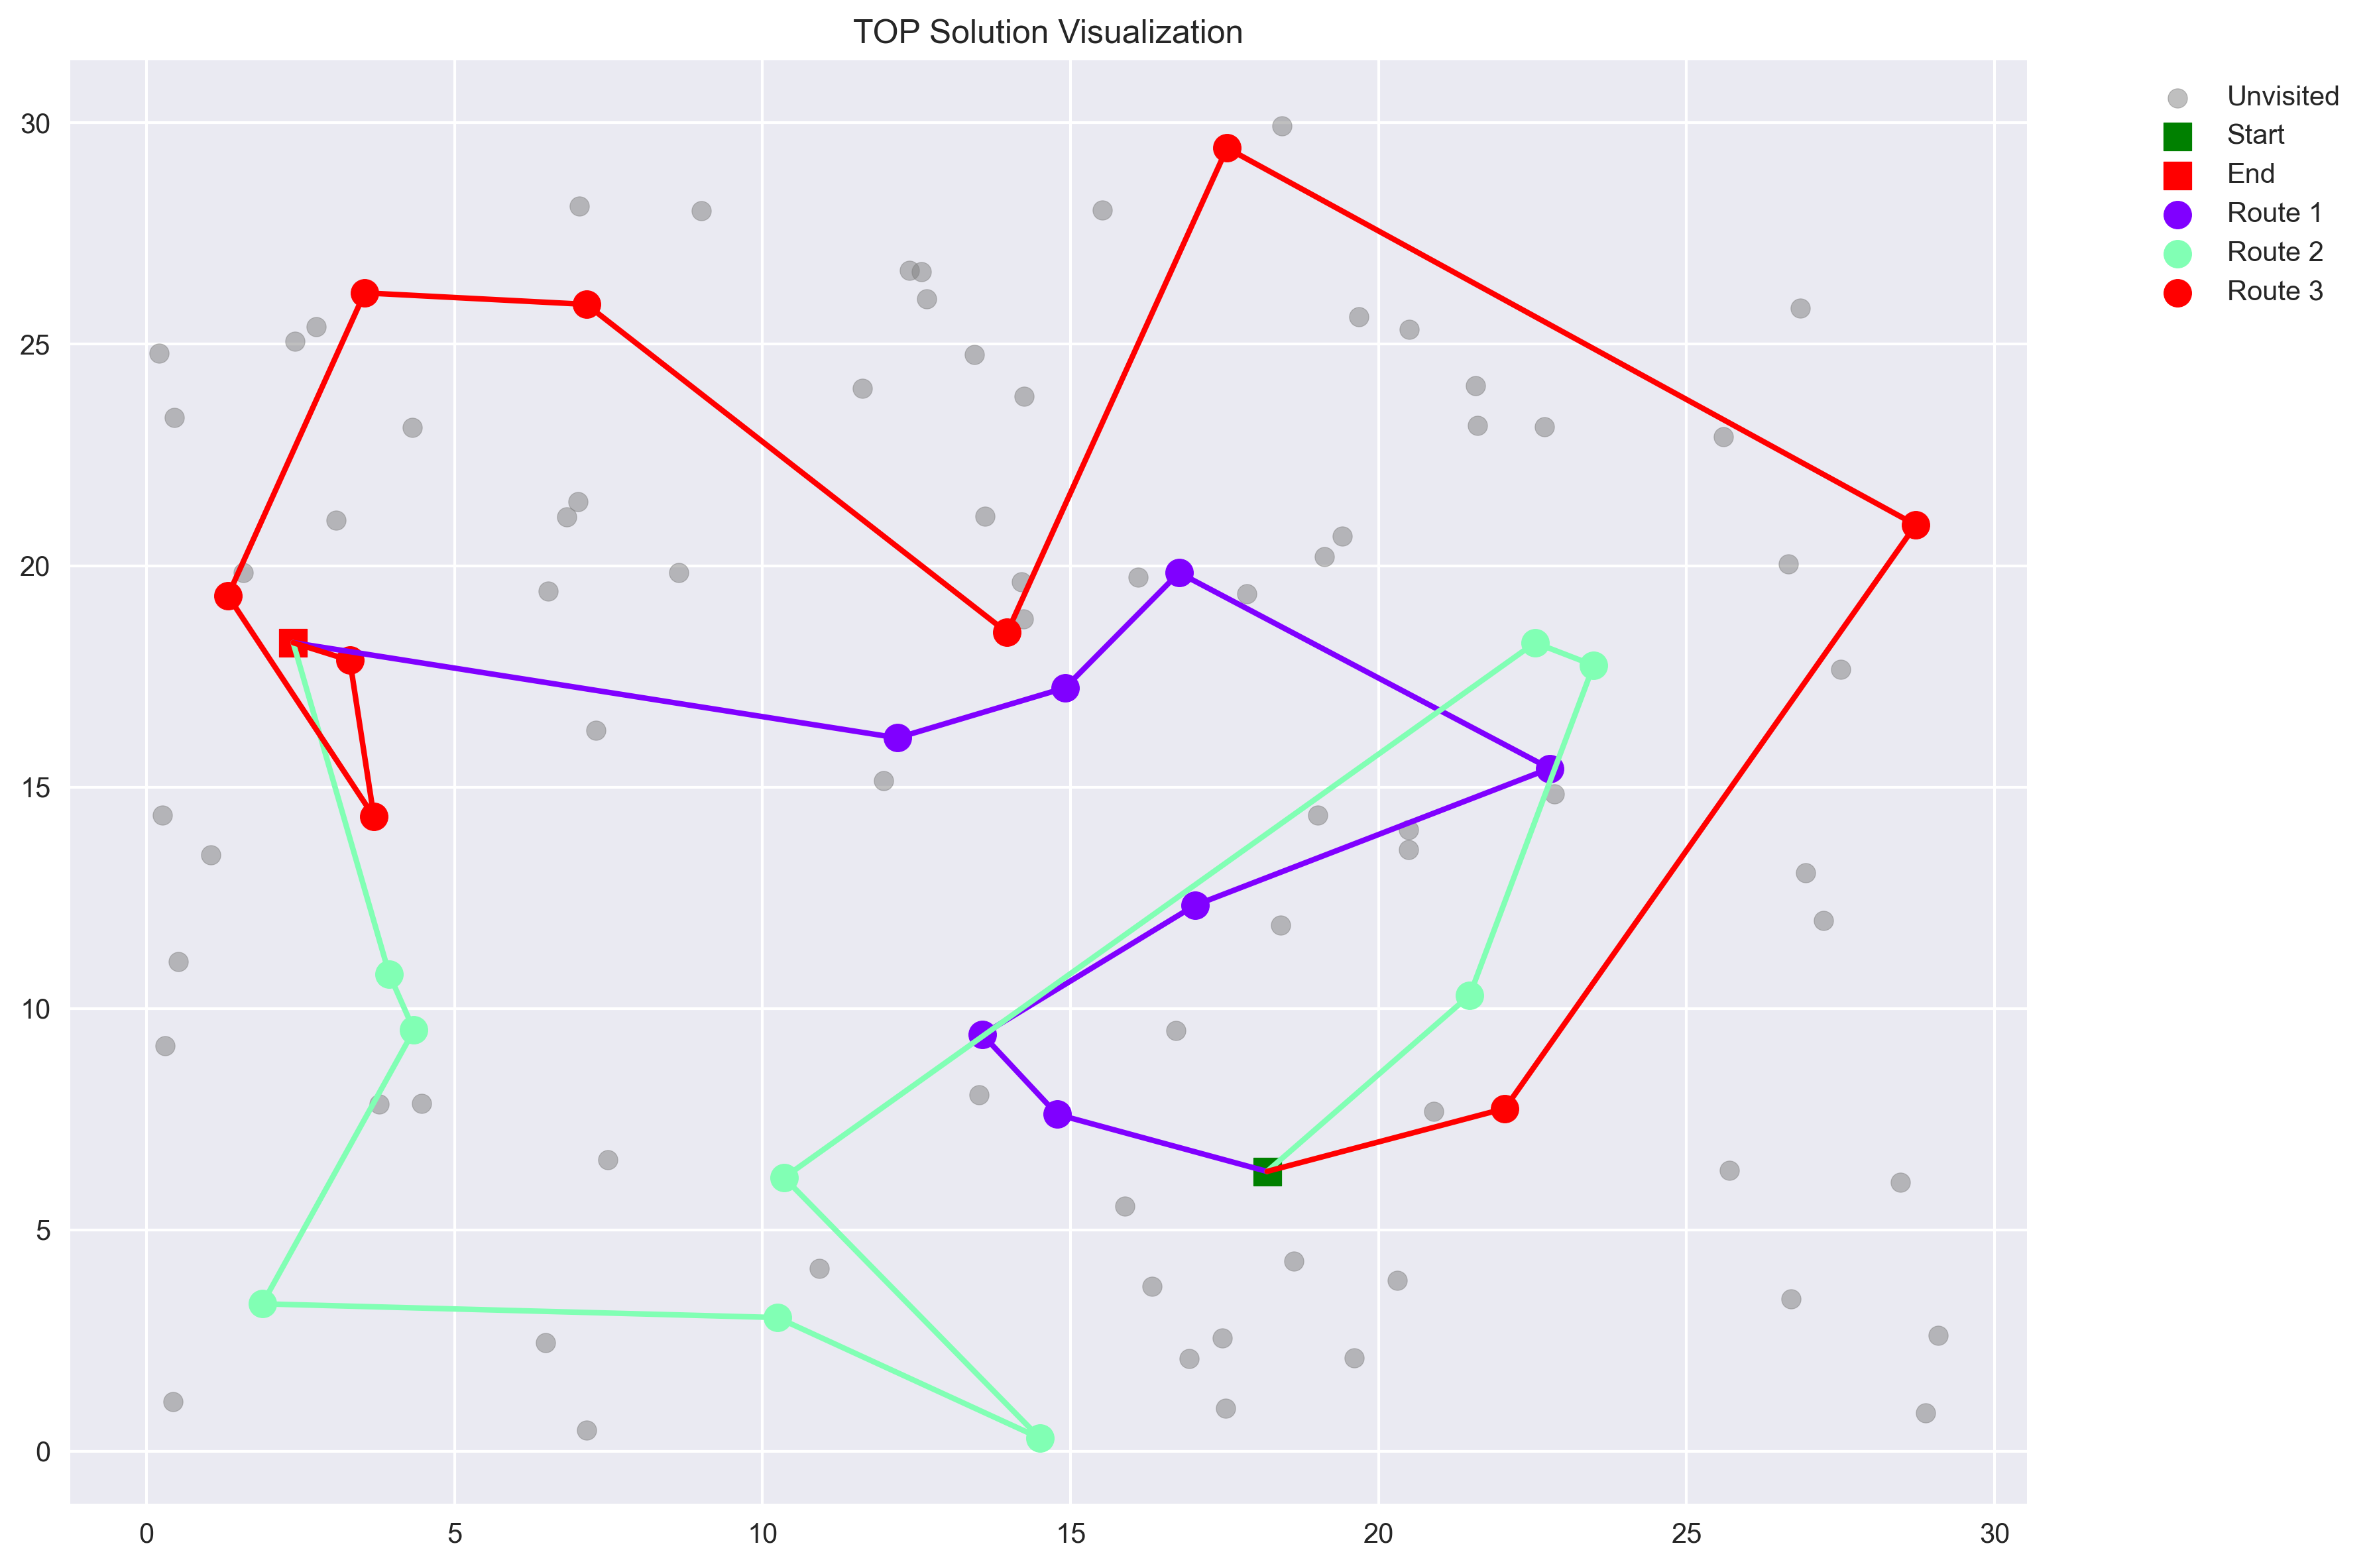 TOP Solution Visualization
Unvisited
Start
End
Route 1
Route 2
Route 3
30
25
20
15
10
5
0
0 5 10 15 20 25 30